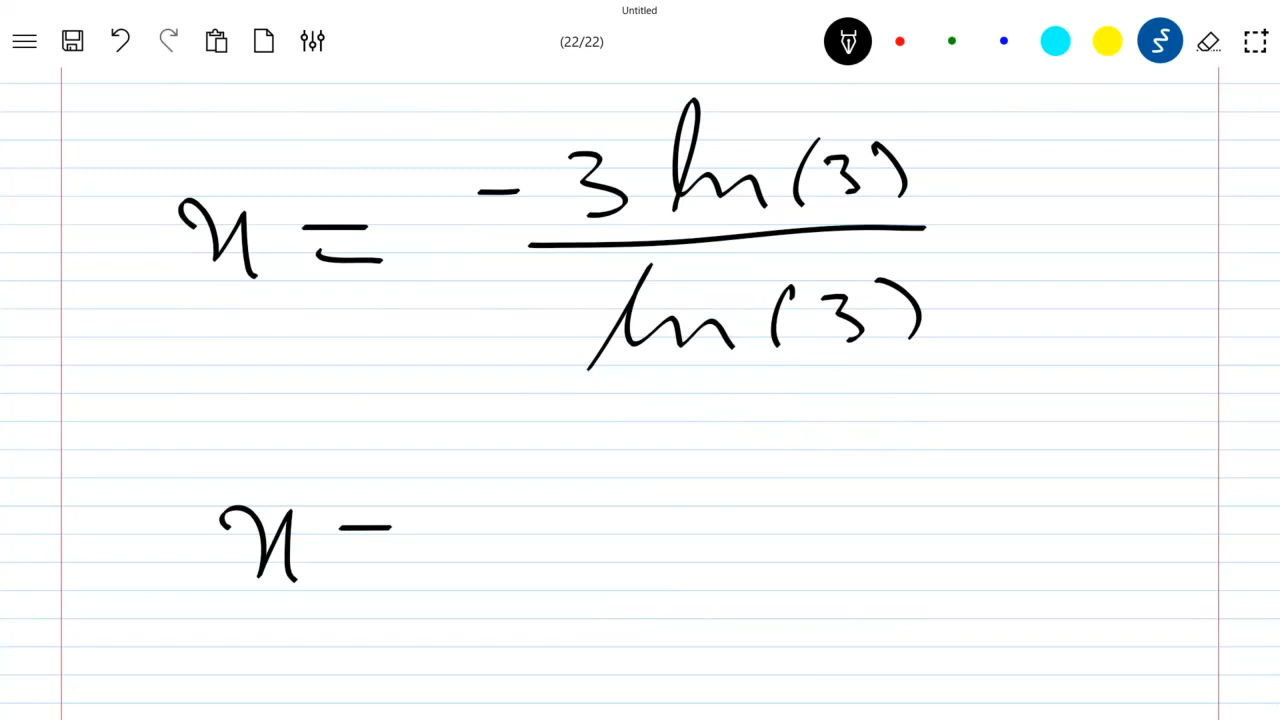 Untitled
(22/22)
x = -3 ln(3) / ln(3)
x -